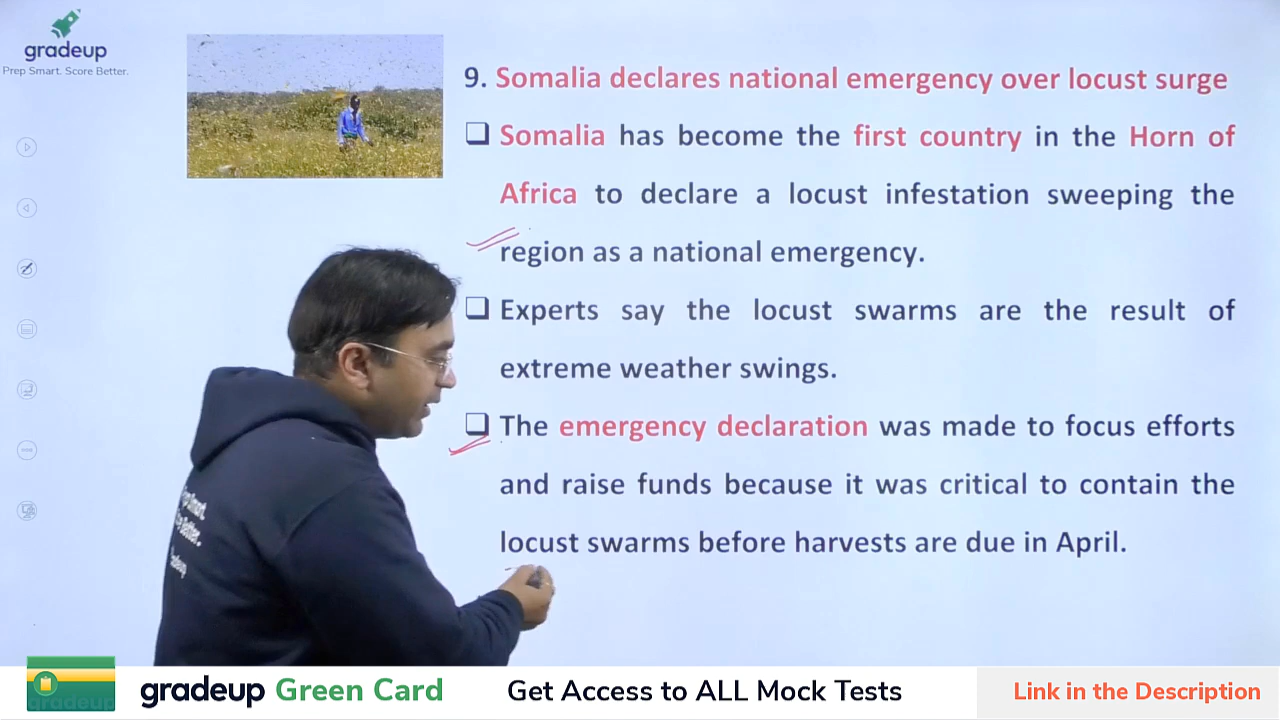 gradeup
Prep Smart. Score Better.
9. Somalia declares national emergency over locust surge
Somalia has become the first country in the Horn of
Africa to declare a locust infestation sweeping the
region as a national emergency.
Experts say the locust swarms are the result of
extreme weather swings.
The emergency declaration was made to focus efforts
and raise funds because it was critical to contain the
locust swarms before harvests are due in April.
gradeup Green Card
Get Access to ALL Mock Tests
Link in the Description